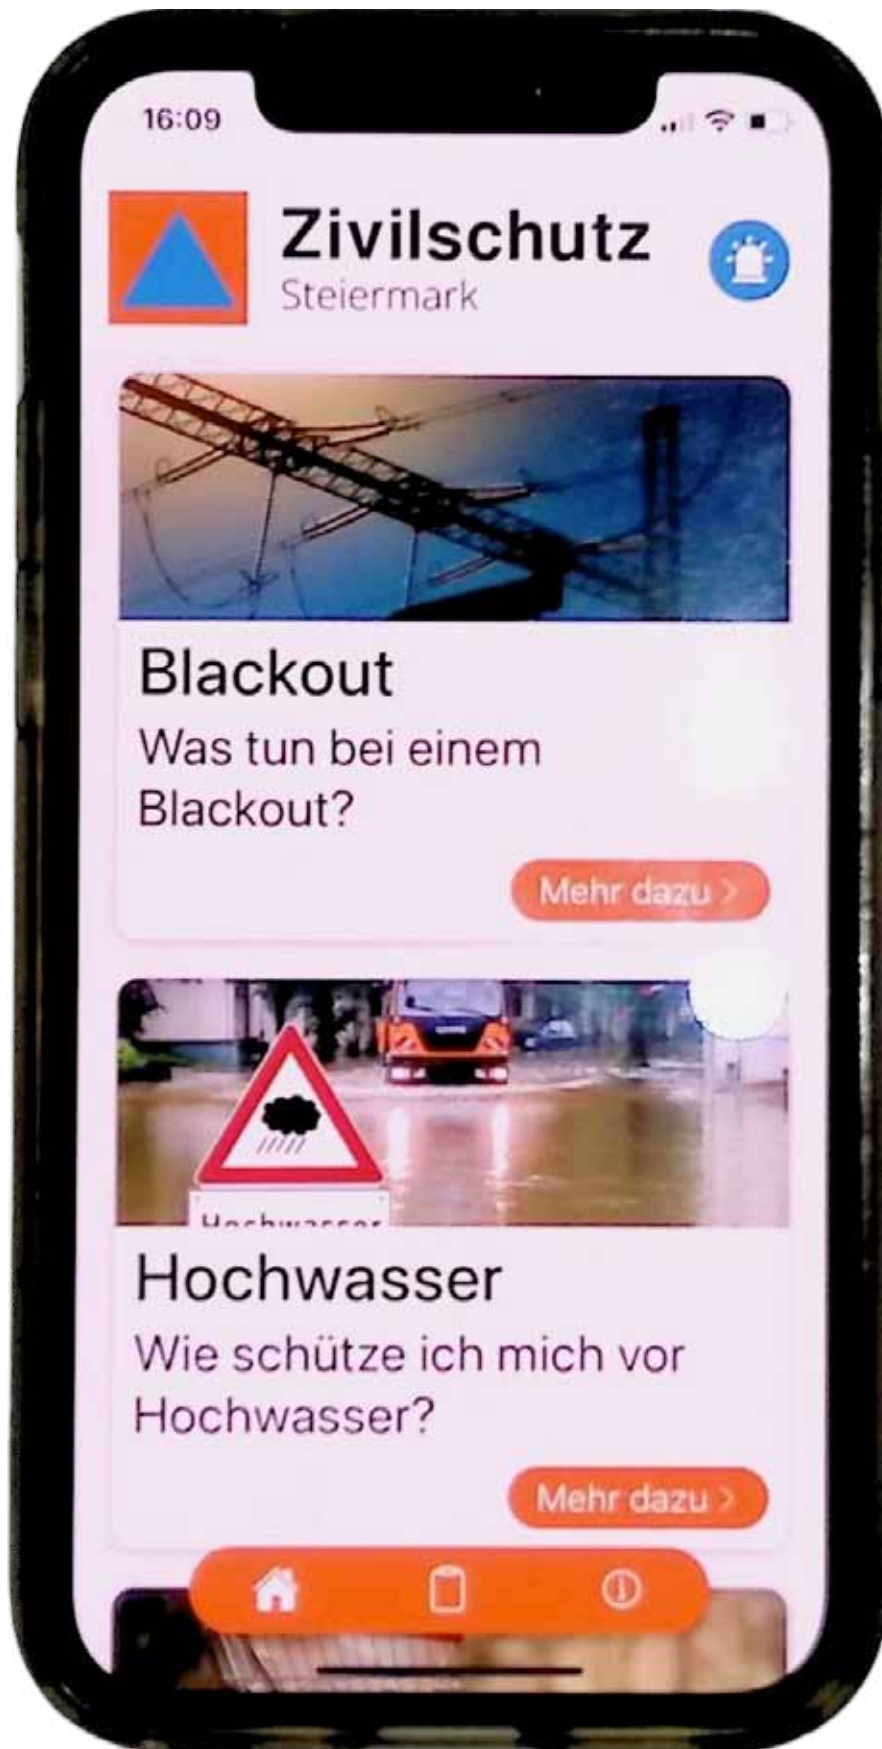 16:09
Zivilschutz
Steiermark
Blackout
Was tun bei einem
Blackout?
Mehr dazu >
Hochwasser
Hochwasser
Wie schütze ich mich vor
Hochwasser?
Mehr dazu >